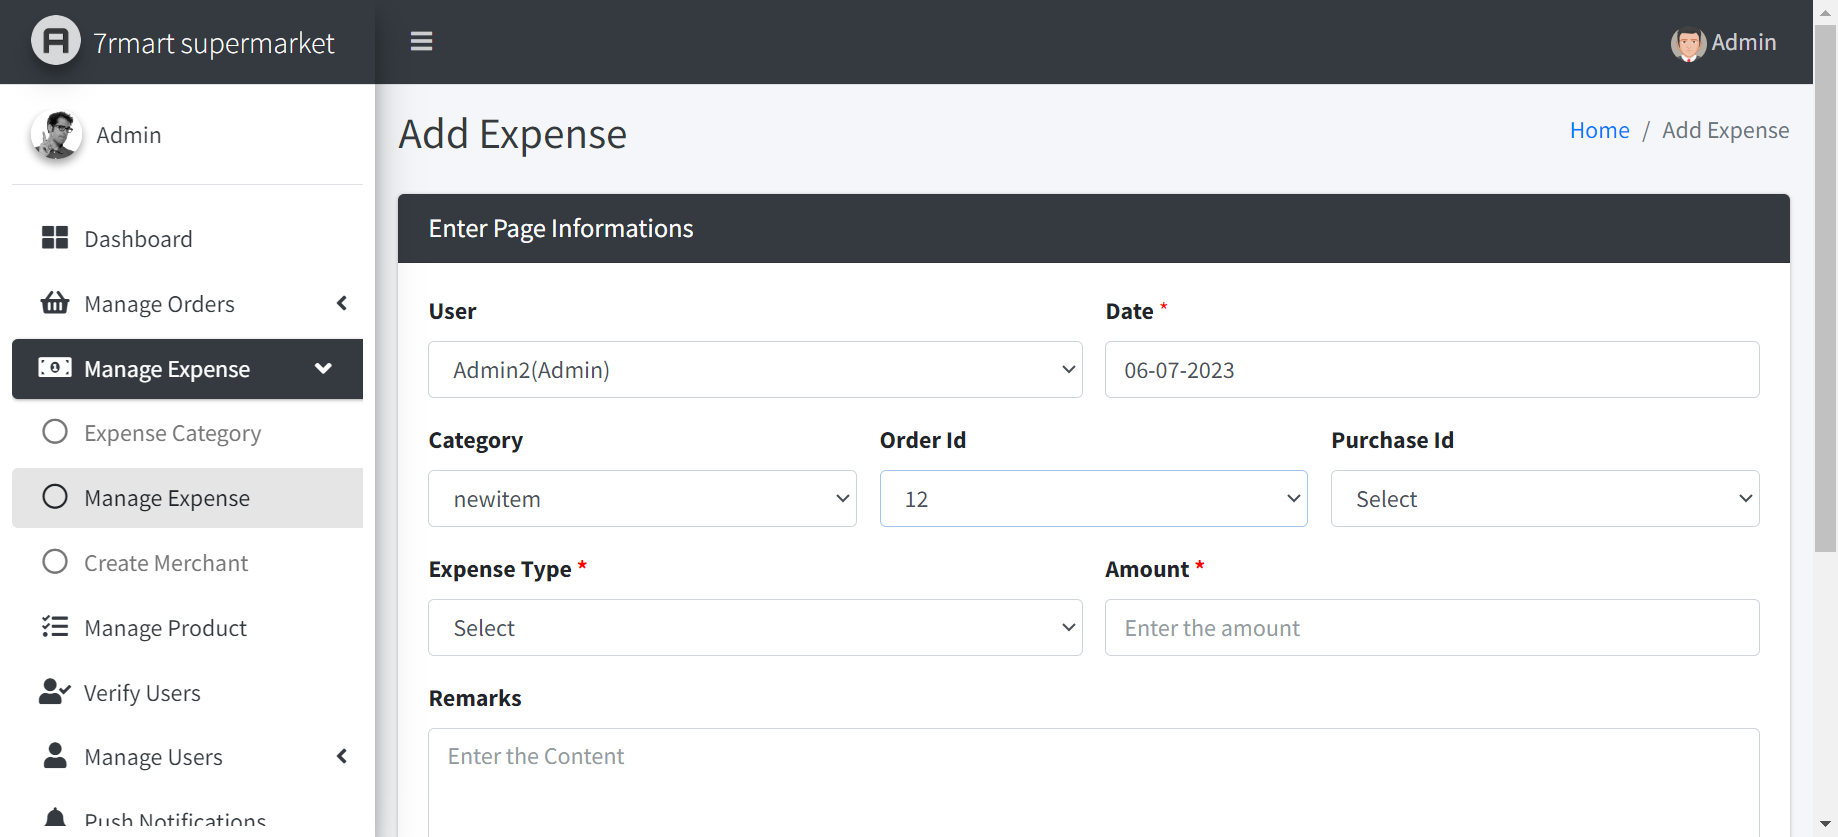 7rmart supermarket
Admin
Admin
Add Expense
Home / Add Expense
Dashboard
Manage Orders
Manage Expense
Expense Category
Manage Expense
Create Merchant
Manage Product
Verify Users
Manage Users
Push Notifications
Enter Page Informations
User
Date *
Admin2(Admin)
06-07-2023
Category
Order Id
Purchase Id
newitem
12
Select
Expense Type *
Amount *
Select
Enter the amount
Remarks
Enter the Content